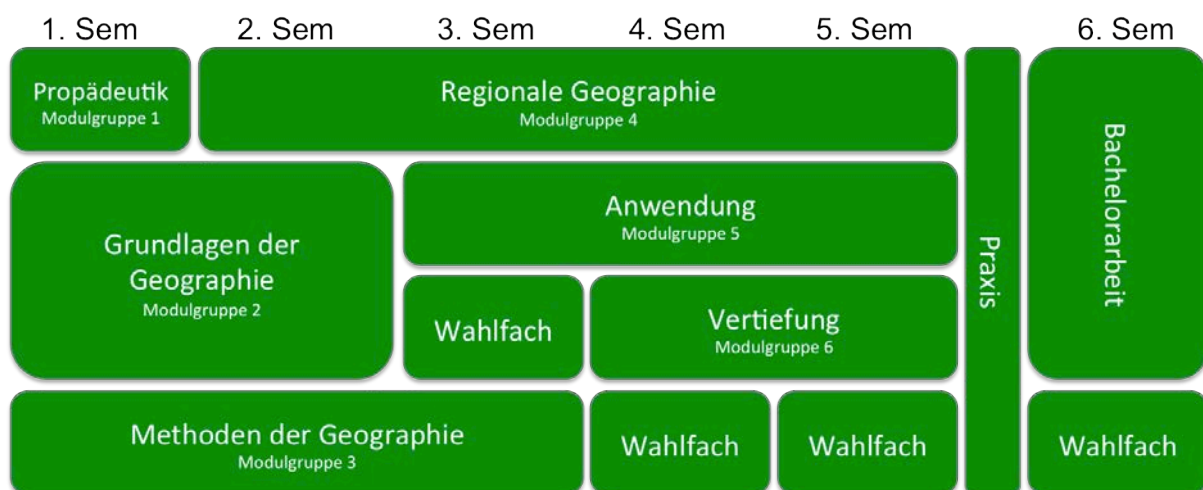 1. Sem 2. Sem 3. Sem 4. Sem 5. Sem 6. Sem
Propädeutik
Modulgruppe 1
Regionale Geographie
Modulgruppe 4
Grundlagen der
Geographie
Modulgruppe 2
Anwendung
Modulgruppe 5
Wahlfach
Vertiefung
Modulgruppe 6
Methoden der Geographie
Modulgruppe 3
Wahlfach
Wahlfach
Praxis
Bachelorarbeit
Wahlfach